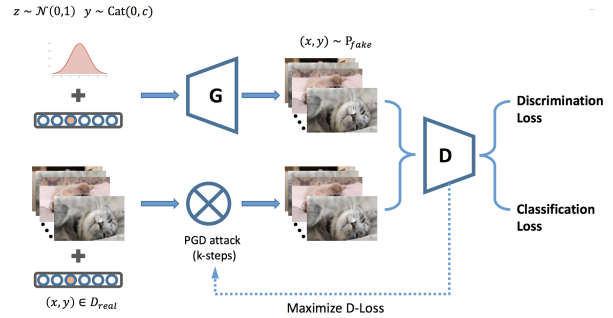 z ~ 𝒩(0,1)   y ~ Cat(0, c)
(x, y) ~ P_fake
G
D
Discrimination
Loss
Classification
Loss
PGD attack
(k-steps)
(x, y) ∈ D_real
Maximize D-Loss